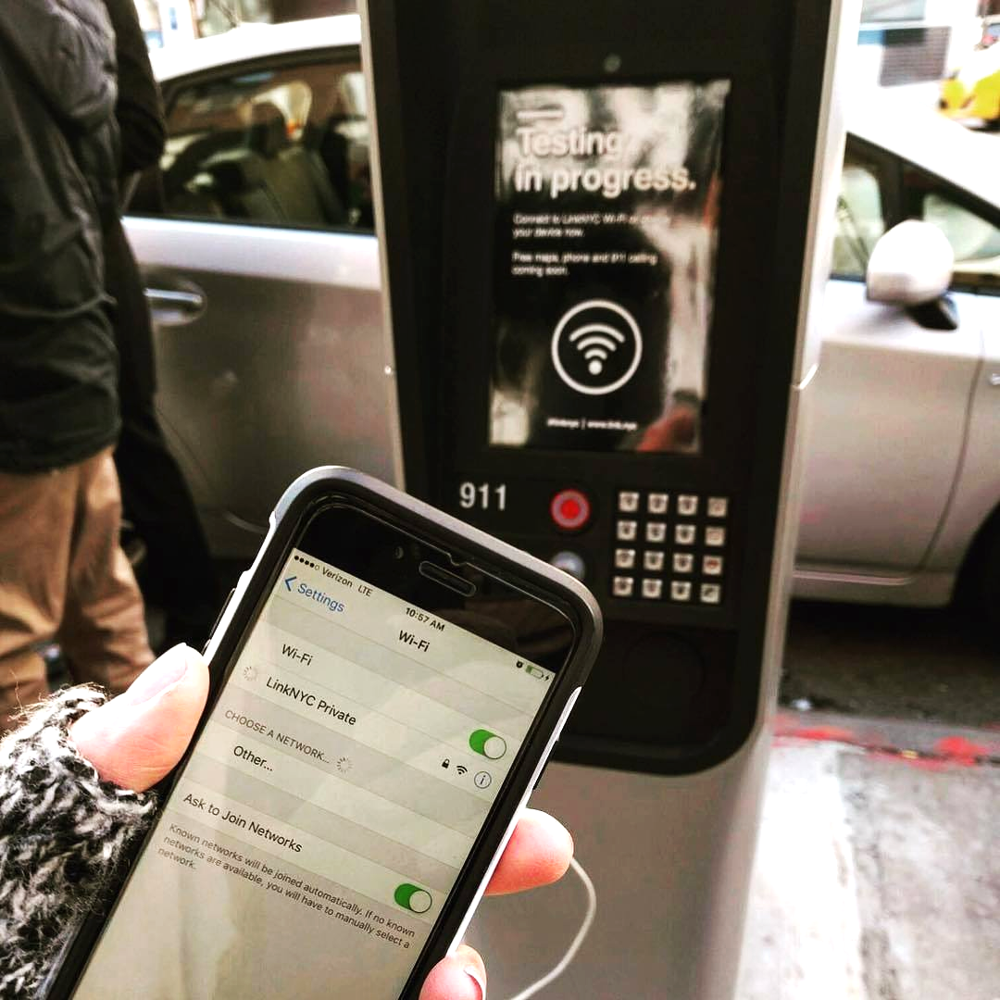 Testing
in progress.
Connect to LinkNYC Wi-Fi or
your device now.
Free maps, phone and 911 calling
coming soon.
911
Verizon LTE
10:57 AM
Settings
Wi-Fi
Wi-Fi
LinkNYC Private
CHOOSE A NETWORK...
Other...
Ask to Join Networks
Known networks will be joined automatically. If no known
networks are available, you will have to manually select a
network.